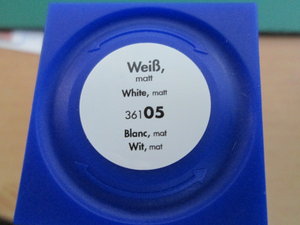 Weiß,
matt
White, matt
36105
Blanc, mat
Wit, mat